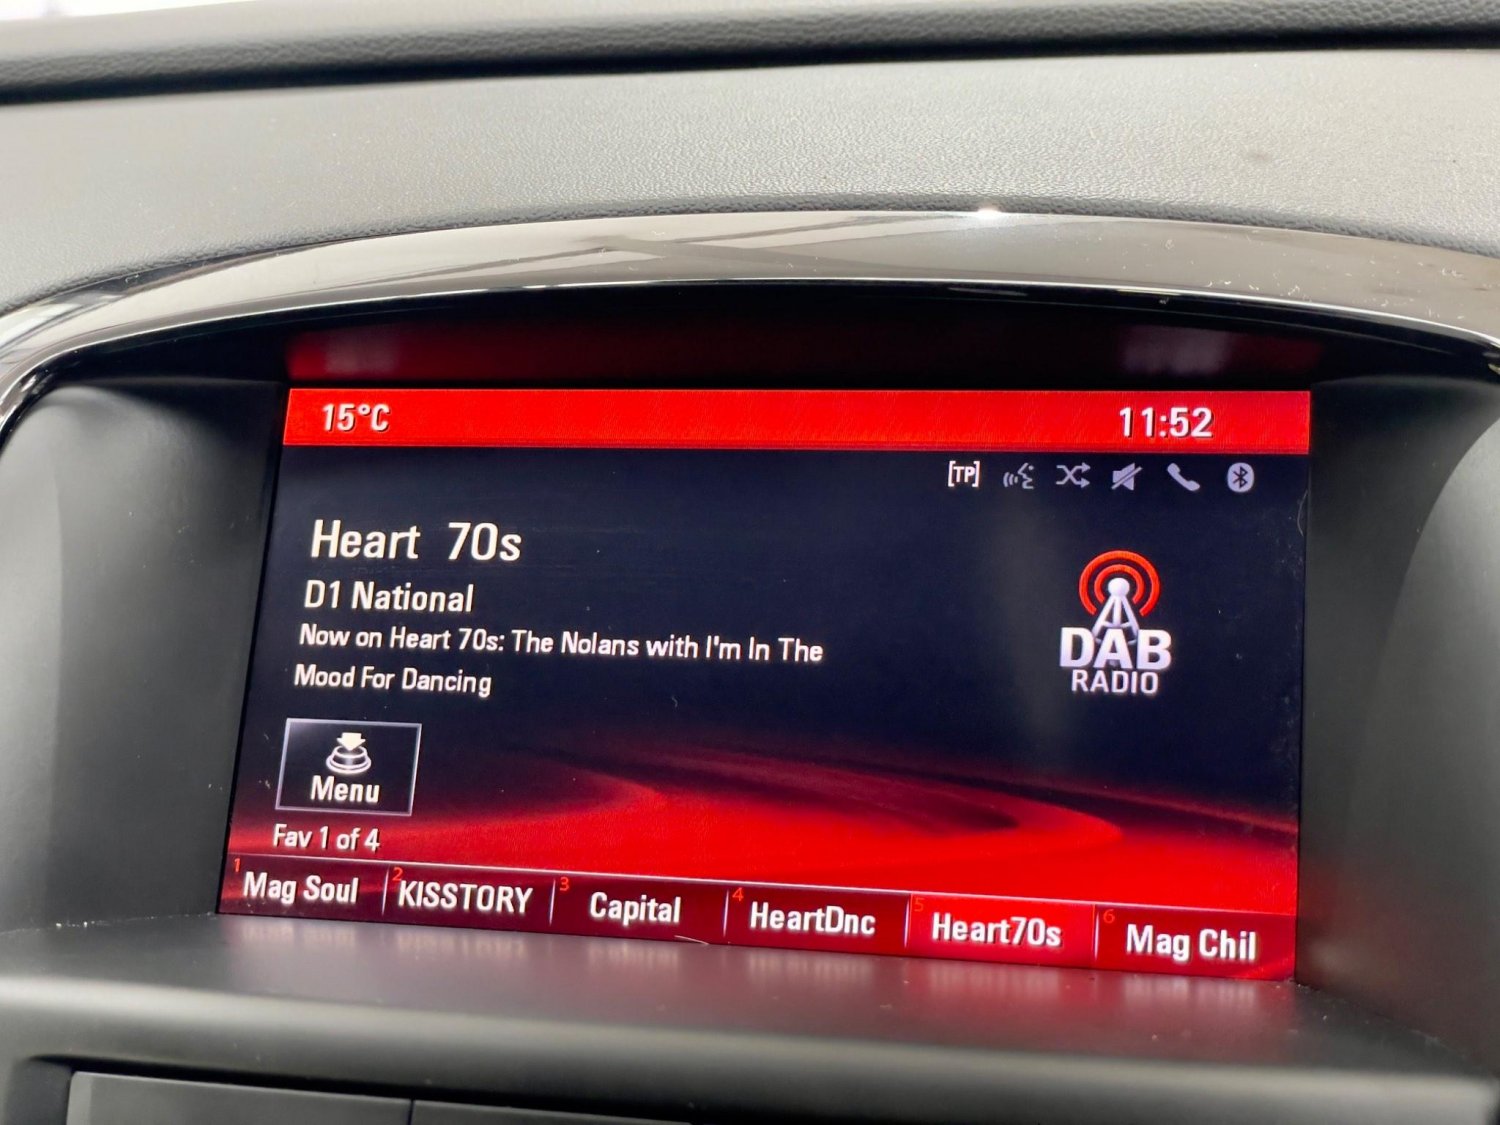 15°C 11:52
[TP]
Heart 70s
D1 National
Now on Heart 70s: The Nolans with I'm In The
Mood For Dancing
DAB
RADIO
Menu
Fav 1 of 4
1 Mag Soul 2 KISSTORY 3 Capital 4 HeartDnc 5 Heart70s 6 Mag Chil